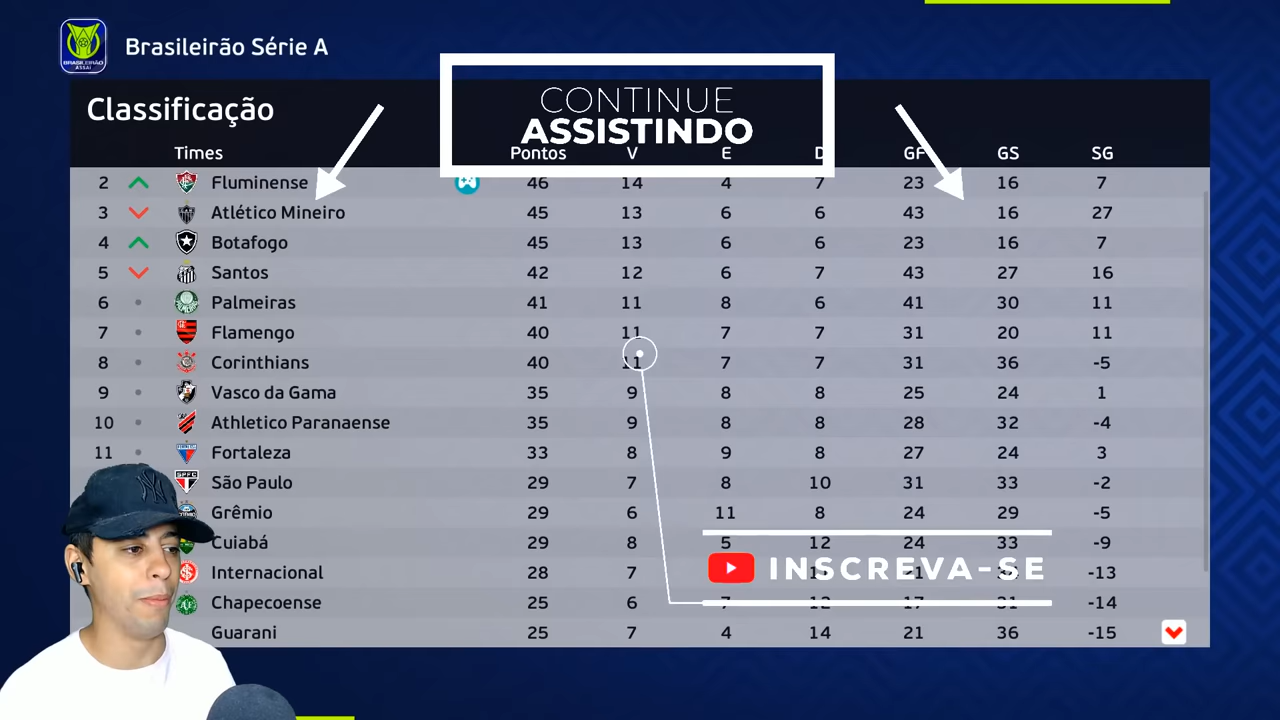 Brasileirão Série A
BRASILEIRÃO
ASSAÍ
CONTINUE
ASSISTINDO
Classificação
Times Pontos V E D GF GS SG
2 Fluminense 46 14 4 7 23 16 7
3 Atlético Mineiro 45 13 6 6 43 16 27
4 Botafogo 45 13 6 6 23 16 7
5 Santos 42 12 6 7 43 27 16
6 Palmeiras 41 11 8 6 41 30 11
7 Flamengo 40 11 7 7 31 20 11
8 Corinthians 40 11 7 7 31 36 -5
9 Vasco da Gama 35 9 8 8 25 24 1
10 Athletico Paranaense 35 9 8 8 28 32 -4
11 Fortaleza 33 8 9 8 27 24 3
São Paulo 29 7 8 10 31 33 -2
Grêmio 29 6 11 8 24 29 -5
Cuiabá 29 8 5 12 24 33 -9
Internacional 28 7 -13
INSCREVA-SE
Chapecoense 25 6 7 12 17 31 -14
Guarani 25 7 4 14 21 36 -15